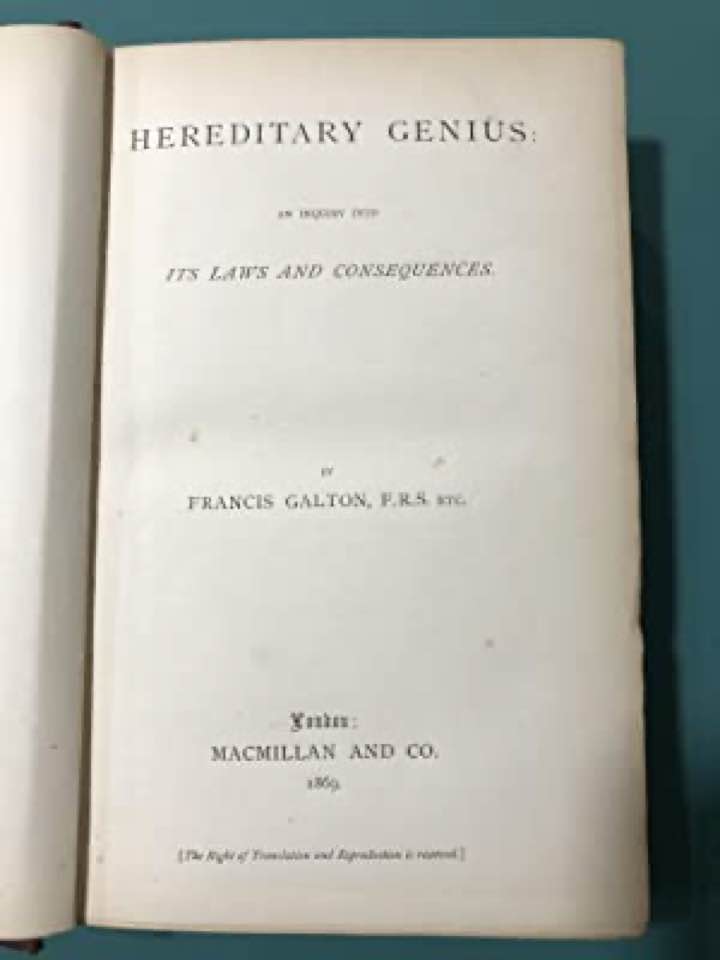 HEREDITARY GENIUS:
AN INQUIRY INTO
ITS LAWS AND CONSEQUENCES.
BY
FRANCIS GALTON, F.R.S. ETC.
London:
MACMILLAN AND CO.
1869.
[The Right of Translation and Reproduction is reserved.]